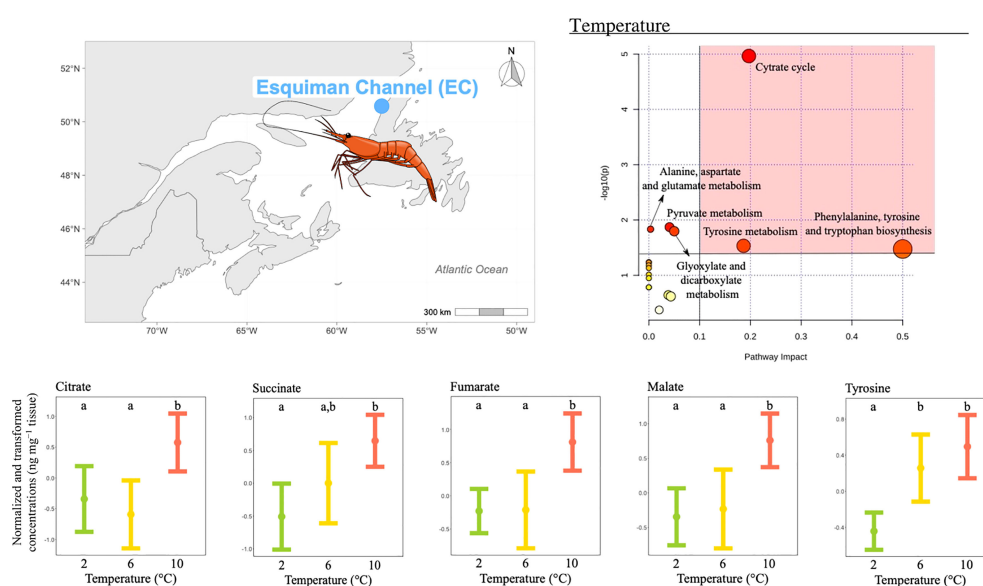 Temperature
N
52°N
50°N
48°N
46°N
44°N
Esquiman Channel (EC)
Atlantic Ocean
300 km
70°W
65°W
60°W
55°W
50°W
-log10(p)
5
4
3
2
1
Cytrate cycle
Alanine, aspartate
and glutamate metabolism
Pyruvate metabolism
Phenylalanine, tyrosine
and tryptophan biosynthesis
Tyrosine metabolism
Glyoxylate and
dicarboxylate
metabolism
0.0
0.1
0.2
0.3
0.4
0.5
Pathway Impact
Normalized and transformed
concentrations (ng mg⁻¹ tissue)
Citrate
a a b
1.0
0.5
0.0
-0.5
-1.0
2 6 10
Temperature (°C)
Succinate
a a,b b
1.0
0.5
0.0
-0.5
-1.0
2 6 10
Temperature (°C)
Fumarate
a a b
1.0
0.5
0.0
-0.5
2 6 10
Temperature (°C)
Malate
a a b
1.0
0.5
0.0
-0.5
2 6 10
Temperature (°C)
Tyrosine
a b b
0.8
0.4
0.0
-0.4
2 6 10
Temperature (°C)